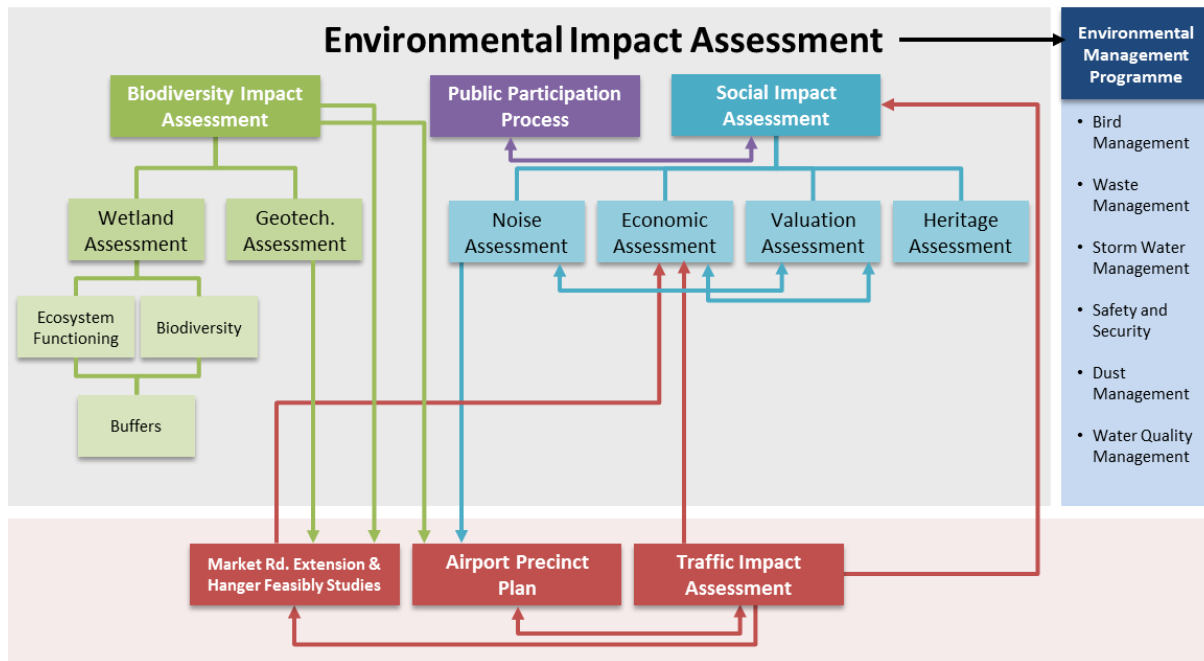 Environmental Impact Assessment
Environmental
Management
Programme
Biodiversity Impact
Assessment
Public Participation
Process
Social Impact
Assessment
• Bird
Management
• Waste
Management
• Storm Water
Management
• Safety and
Security
• Dust
Management
• Water Quality
Management
Wetland
Assessment
Geotech.
Assessment
Noise
Assessment
Economic
Assessment
Valuation
Assessment
Heritage
Assessment
Ecosystem
Functioning
Biodiversity
Buffers
Market Rd. Extension &
Hanger Feasibly Studies
Airport Precinct
Plan
Traffic Impact
Assessment